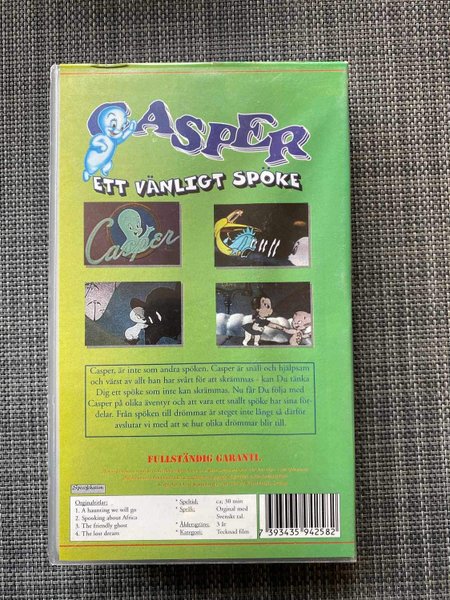 CASPER
ETT VÄNLIGT SPÖKE
Casper
Casper, är inte som andra spöken. Casper är snäll och hjälpsam
och värst av allt han har svårt för att skrämmas - kan Du tänka
Dig ett spöke som inte kan skrämmas. Nu får Du följa med
Casper på olika äventyr och att vara ett snällt spöke har sina för-
delar. Från spöken till drömmar är steget inte långt så därför
avslutar vi med att se hur olika drömmar blir till.
FULLSTÄNDIG GARANTI.
Orginaltitlar:
1. A haunting we will go
2. Spooking about Africa
3. The friendly ghost
4. The lost dream
* Speltid: ca, 30 min
* Språk: Orginal med
Svenskt tal.
* Åldersgräns: 3 år
* Kategori: Tecknad film
7 393435 942582